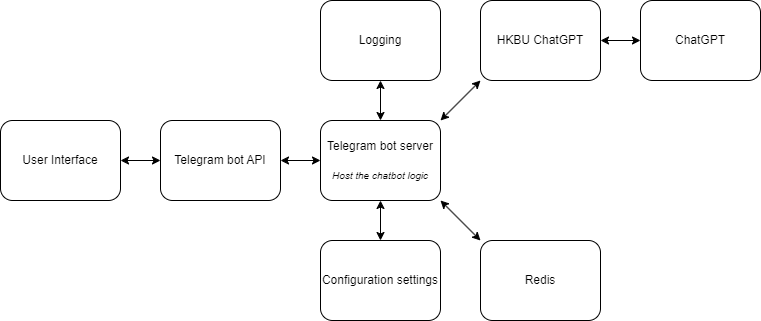 Logging
HKBU ChatGPT
ChatGPT
User Interface
Telegram bot API
Telegram bot server
Host the chatbot logic
Configuration settings
Redis